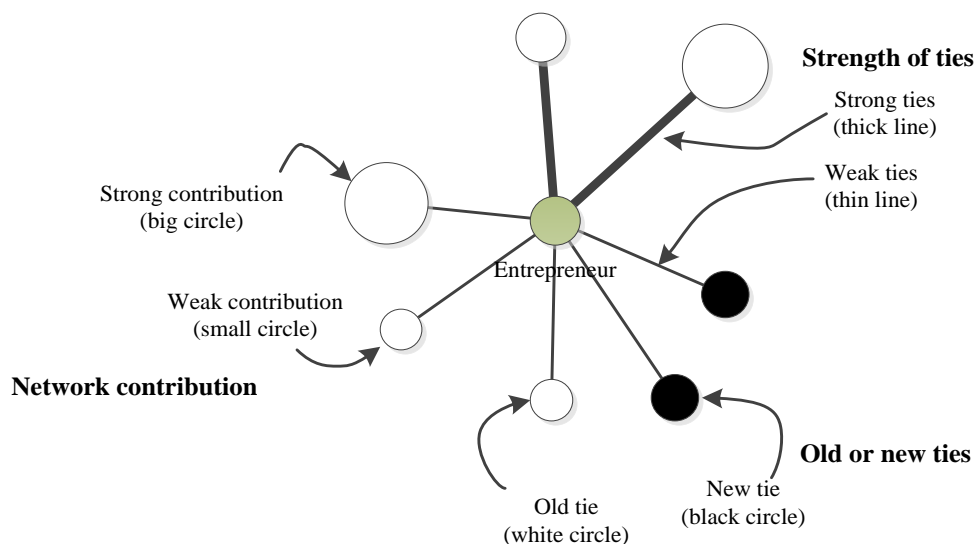 Strength of ties
Strong ties
(thick line)
Weak ties
(thin line)
Strong contribution
(big circle)
Entrepreneur
Weak contribution
(small circle)
Network contribution
Old or new ties
New tie
(black circle)
Old tie
(white circle)